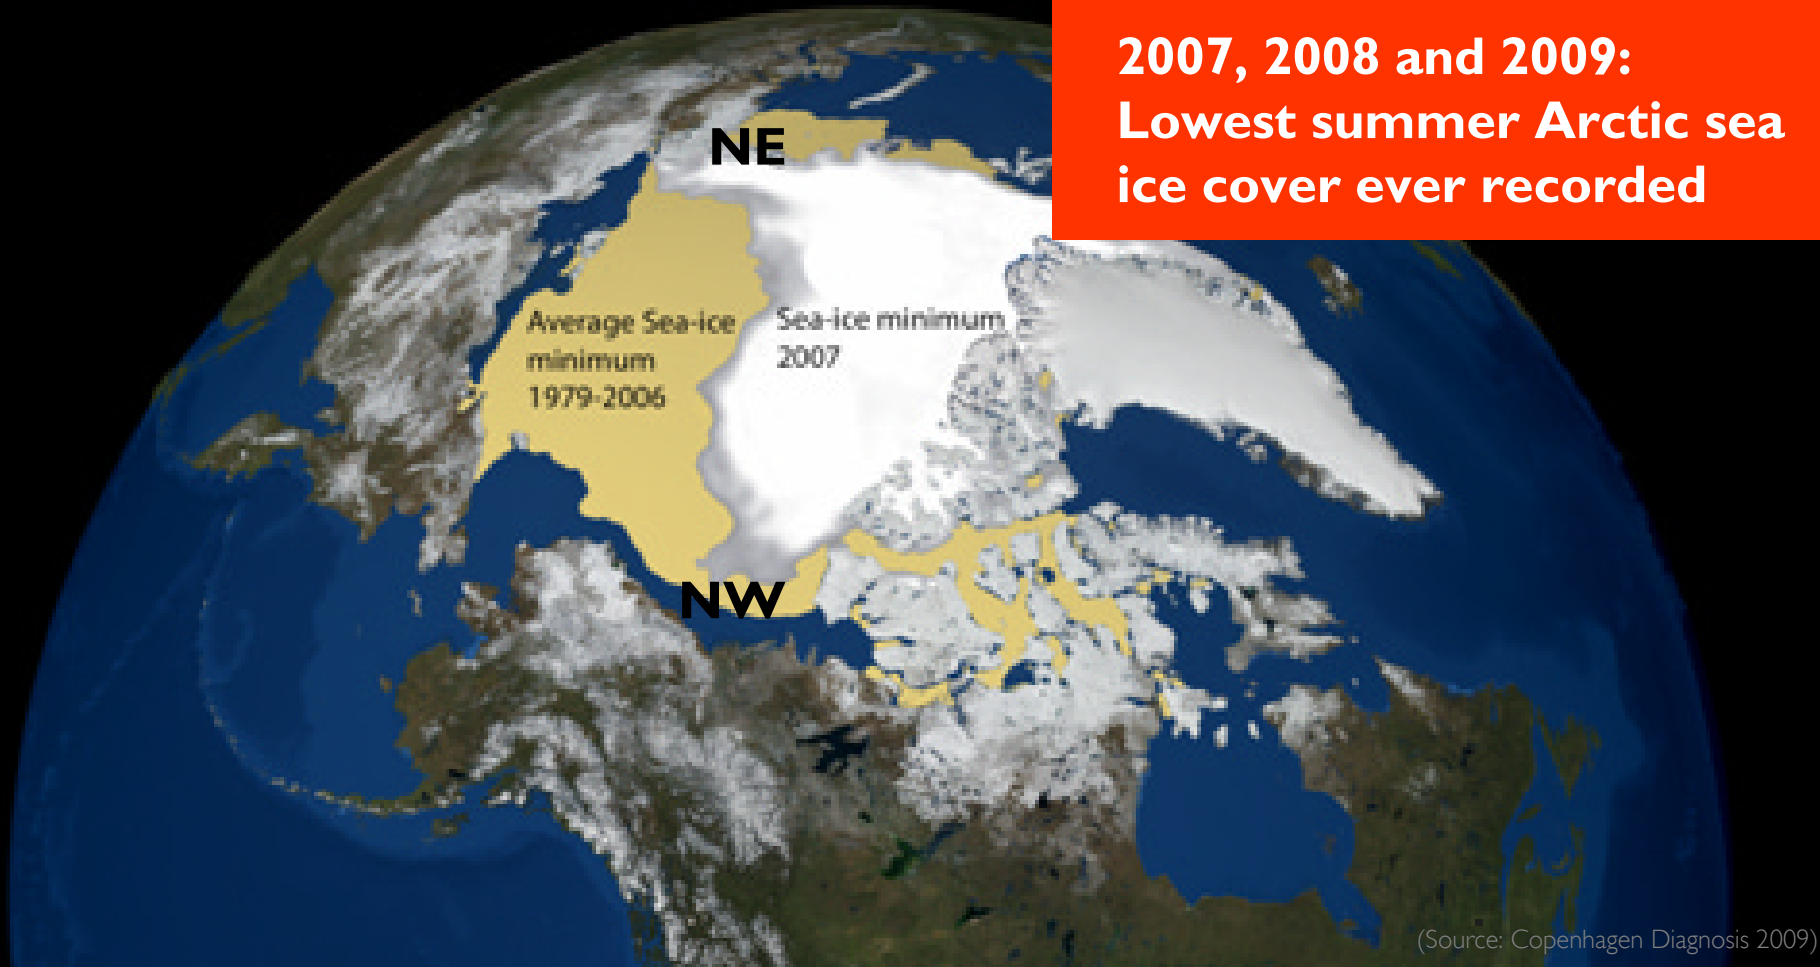 2007, 2008 and 2009:
Lowest summer Arctic sea
ice cover ever recorded
NE
Average Sea-ice
minimum
1979-2006
Sea-ice minimum
2007
NW
(Source: Copenhagen Diagnosis 2009)